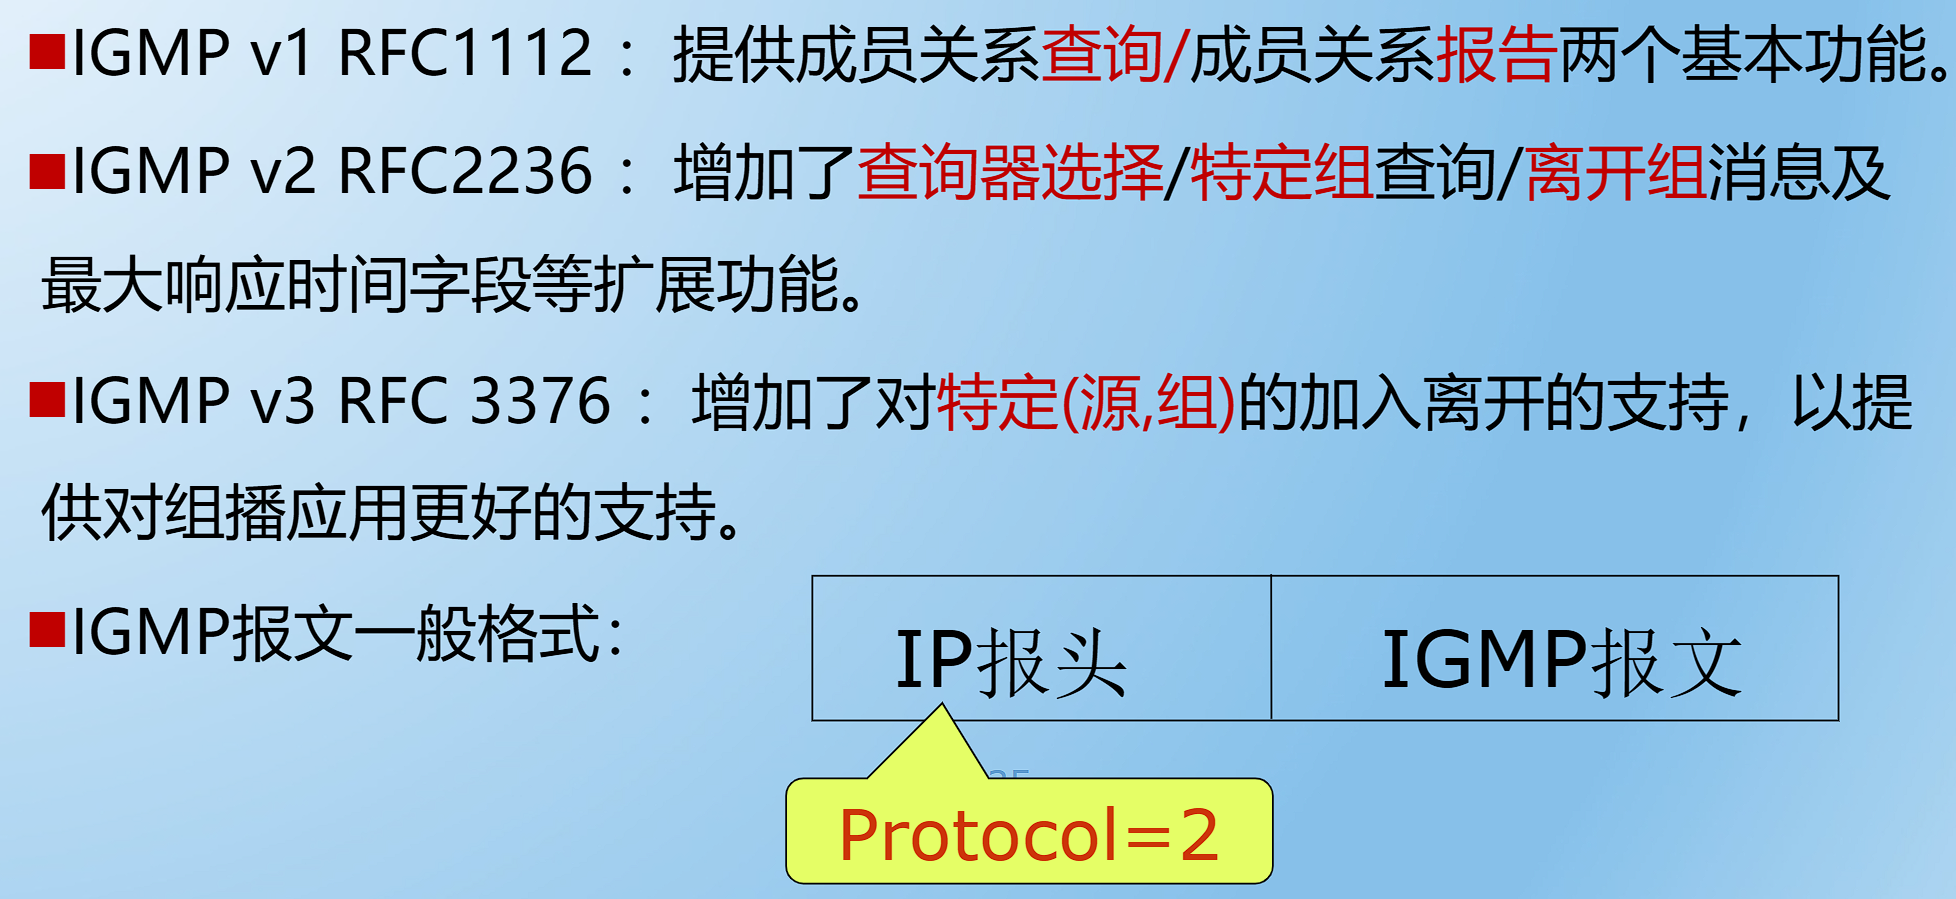 IGMP v1 RFC1112 ：提供成员关系查询/成员关系报告两个基本功能。
IGMP v2 RFC2236 ：增加了查询器选择/特定组查询/离开组消息及
最大响应时间字段等扩展功能。
IGMP v3 RFC 3376 ：增加了对特定(源,组)的加入离开的支持，以提
供对组播应用更好的支持。
IGMP报文一般格式：
IP报头 IGMP报文
Protocol=2